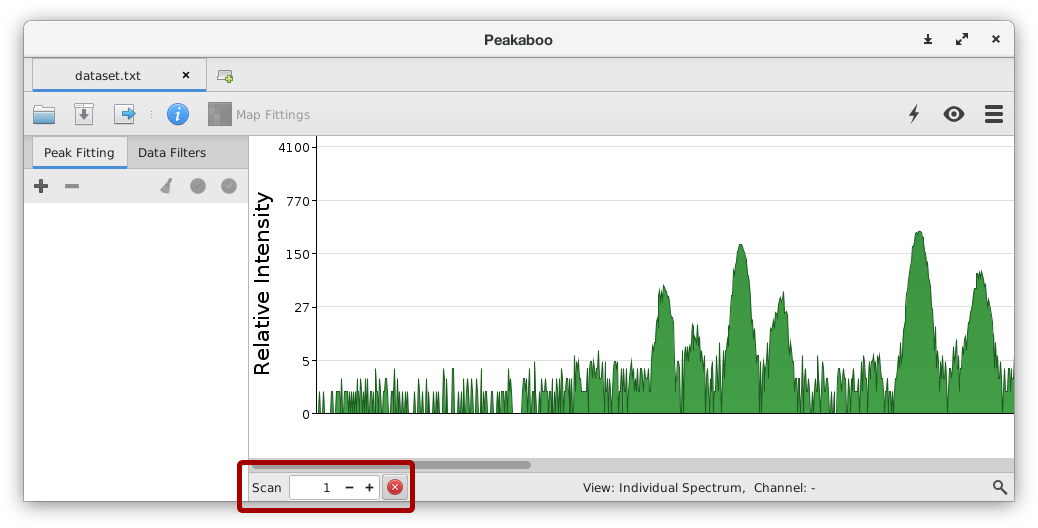 Peakaboo
dataset.txt
Map Fittings
Peak Fitting
Data Filters
4100
770
150
27
5
0
Relative Intensity
Scan 1
View: Individual Spectrum, Channel: -